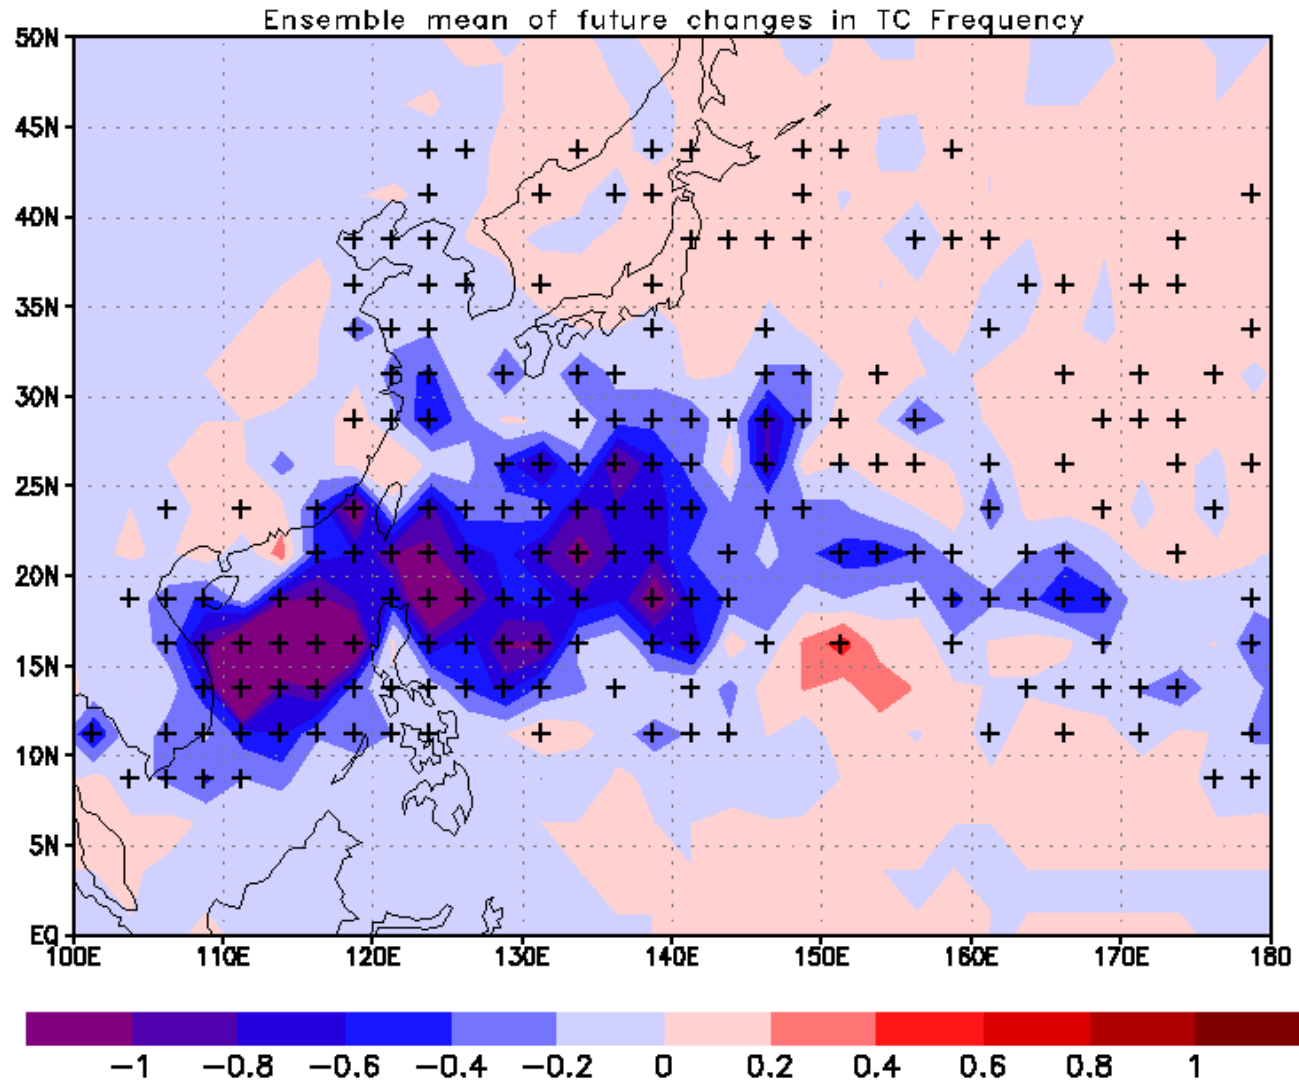 Ensemble mean of future changes in TC Frequency
50N
45N
40N
35N
30N
25N
20N
15N
10N
5N
EQ
100E 110E 120E 130E 140E 150E 160E 170E 180
−1 −0.8 −0.6 −0.4 −0.2 0 0.2 0.4 0.6 0.8 1